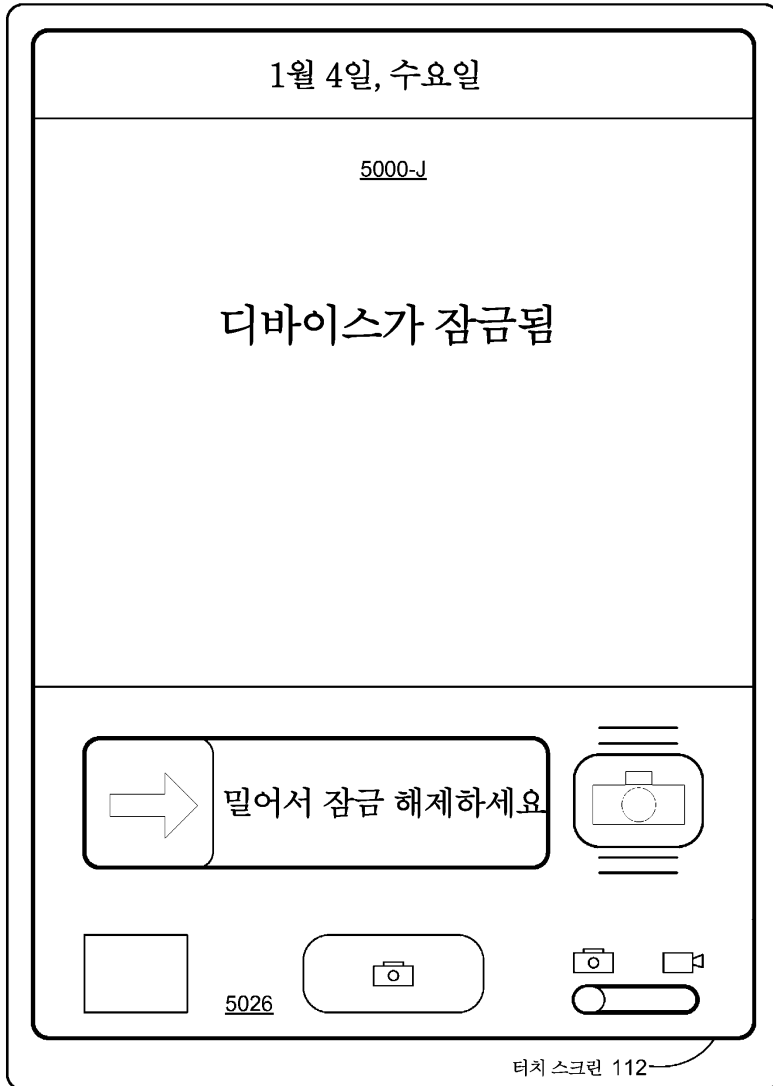 1월 4일, 수요일
5000-J
디바이스가 잠금됨
밀어서 잠금 해제하세요
5026
터치 스크린 112